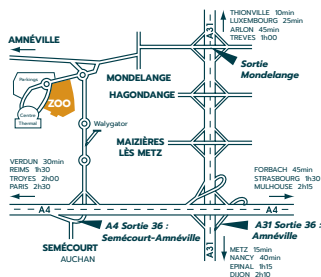 THIONVILLE 10min
LUXEMBOURG 25min
ARLON 45min
TREVES 1h00
A31
AMNÉVILLE
Sortie
Mondelange
MONDELANGE
Parkings
ZOO
HAGONDANGE
Centre
Thermal
Walygator
MAIZIÈRES
LÈS METZ
VERDUN 30min
REIMS 1h30
TROYES 2h00
PARIS 2h30
FORBACH 45min
STRASBOURG 1h30
MULHOUSE 2h15
A4
A4
A4 Sortie 36 :
Semécourt-Amnéville
A31 Sortie 36 :
Amnéville
SEMÉCOURT
AUCHAN
A31
METZ 15min
NANCY 40min
EPINAL 1h15
DIJON 2h10